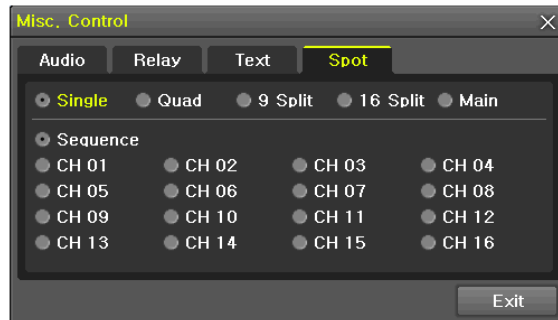 Misc. Control
Audio Relay Text Spot
Single Quad 9 Split 16 Split Main
Sequence
CH 01 CH 02 CH 03 CH 04
CH 05 CH 06 CH 07 CH 08
CH 09 CH 10 CH 11 CH 12
CH 13 CH 14 CH 15 CH 16
Exit